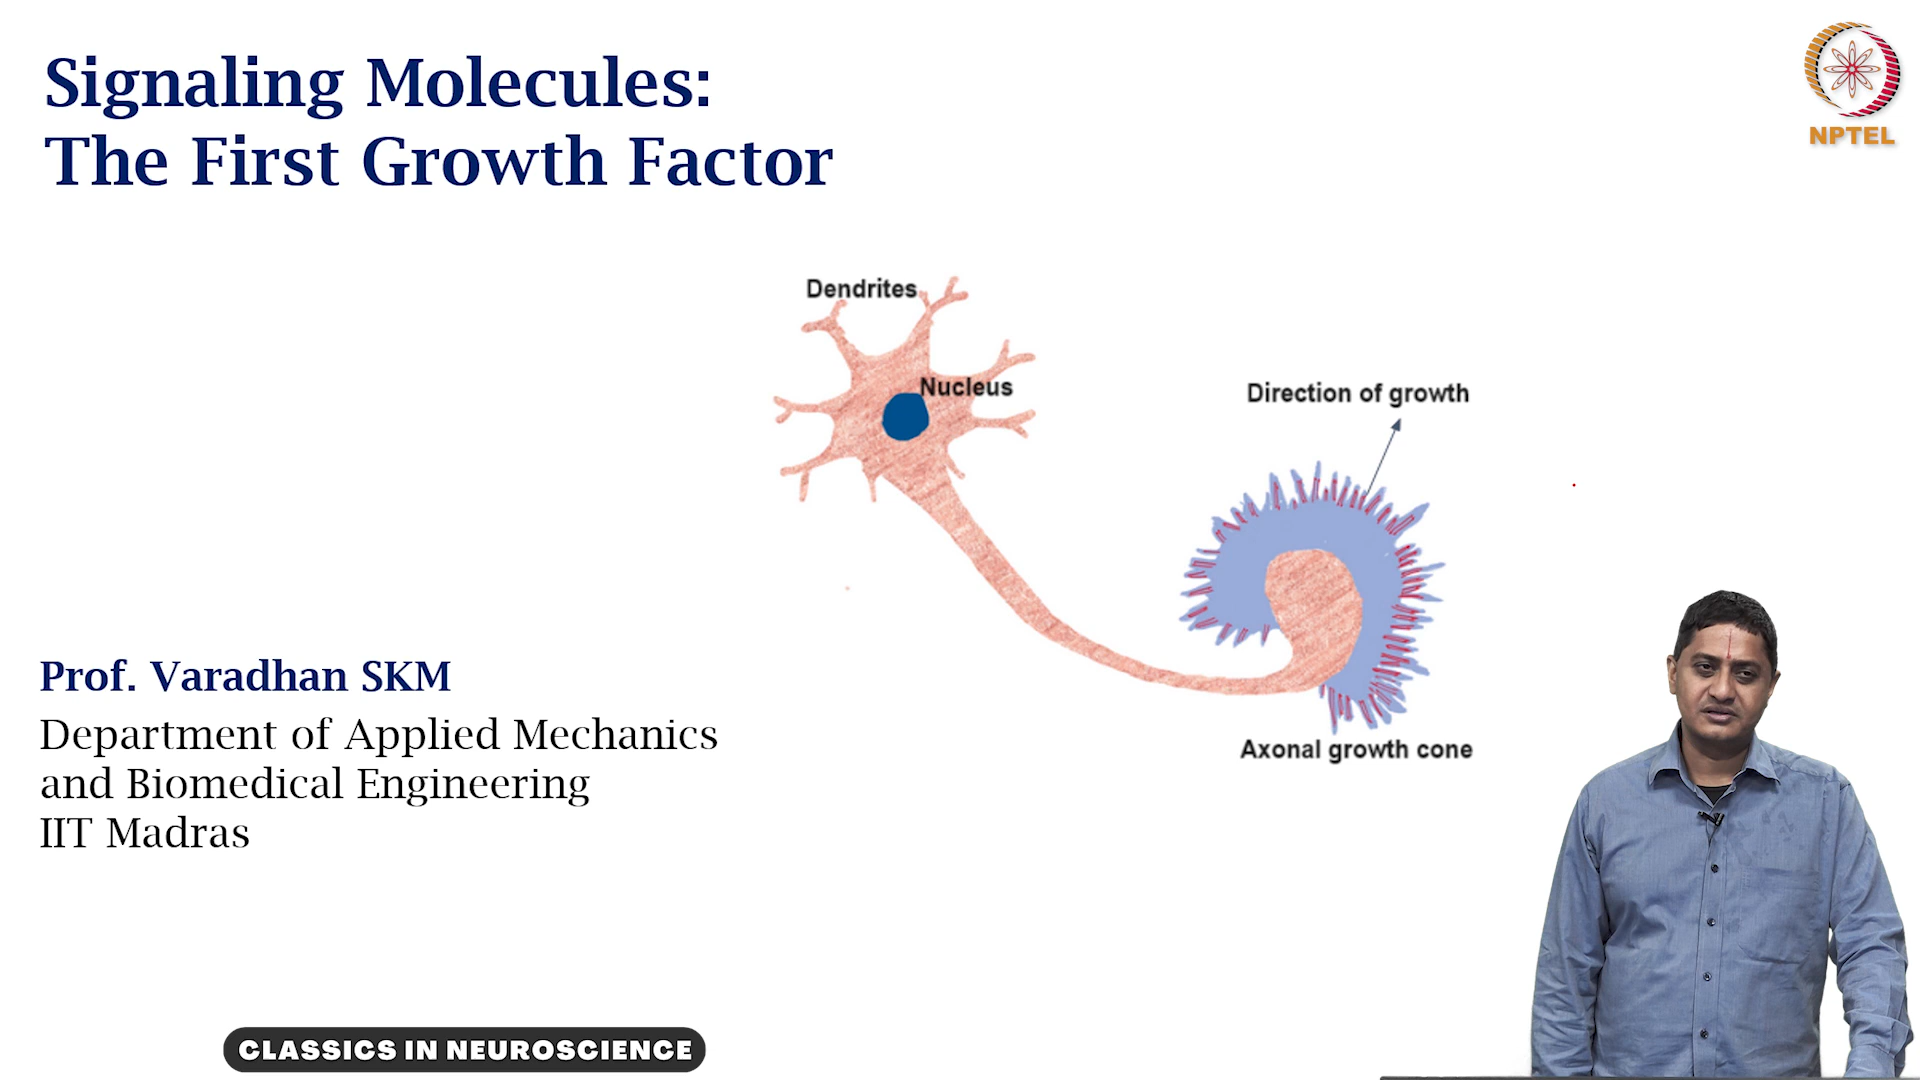 Signaling Molecules:
The First Growth Factor
NPTEL
Dendrites
Nucleus
Direction of growth
Axonal growth cone
Prof. Varadhan SKM
Department of Applied Mechanics
and Biomedical Engineering
IIT Madras
CLASSICS IN NEUROSCIENCE